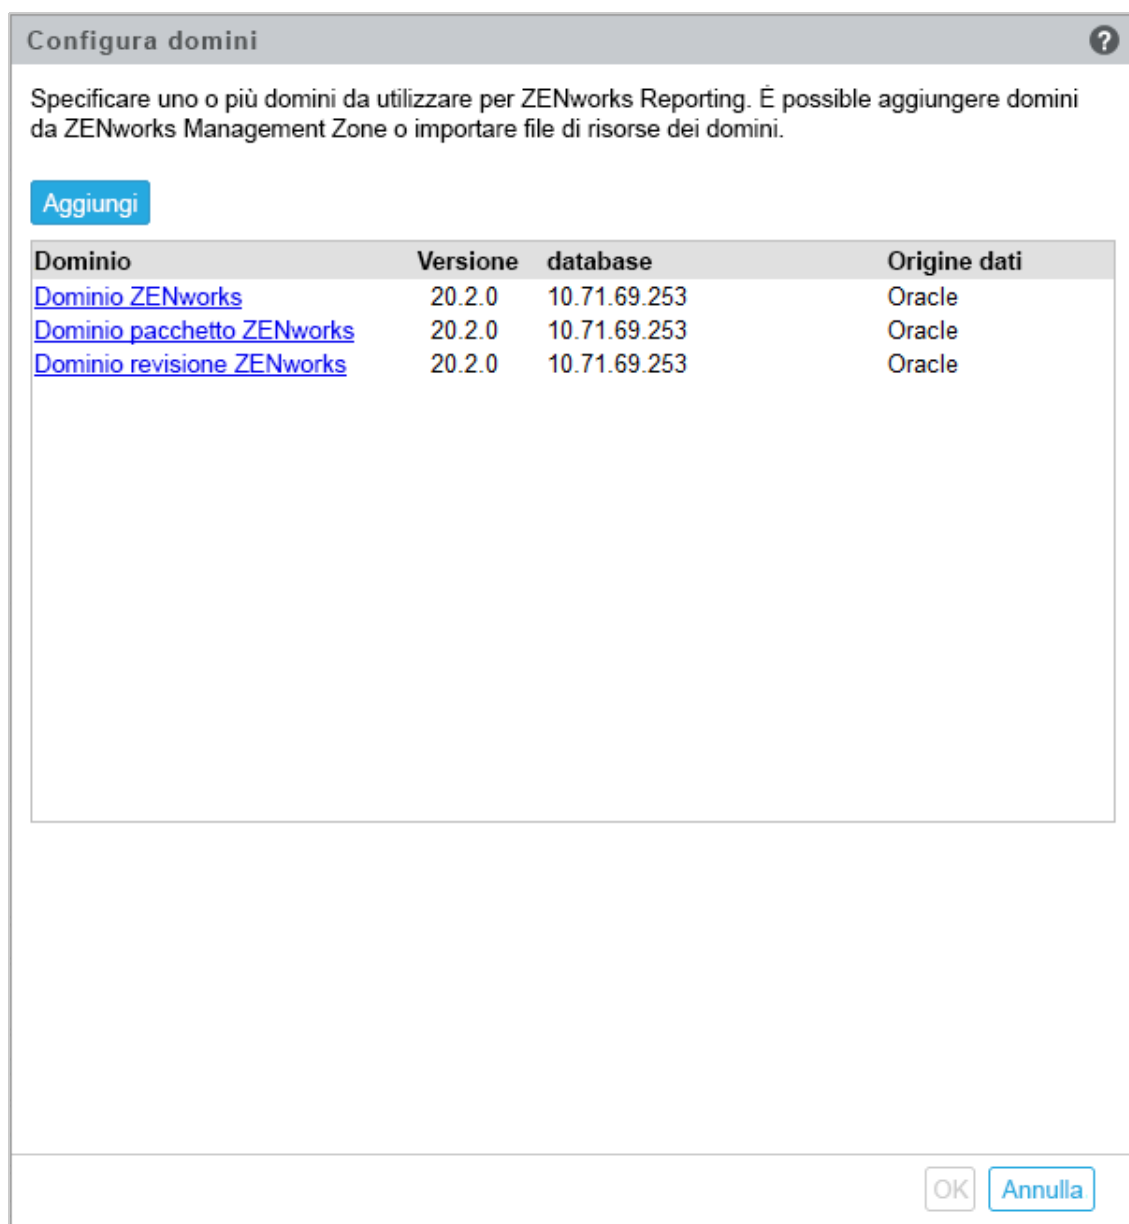 Configura domini ?
Specificare uno o più domini da utilizzare per ZENworks Reporting. È possible aggiungere domini
da ZENworks Management Zone o importare file di risorse dei domini.
Aggiungi
Dominio Versione database Origine dati
Dominio ZENworks 20.2.0 10.71.69.253 Oracle
Dominio pacchetto ZENworks 20.2.0 10.71.69.253 Oracle
Dominio revisione ZENworks 20.2.0 10.71.69.253 Oracle
OK Annulla